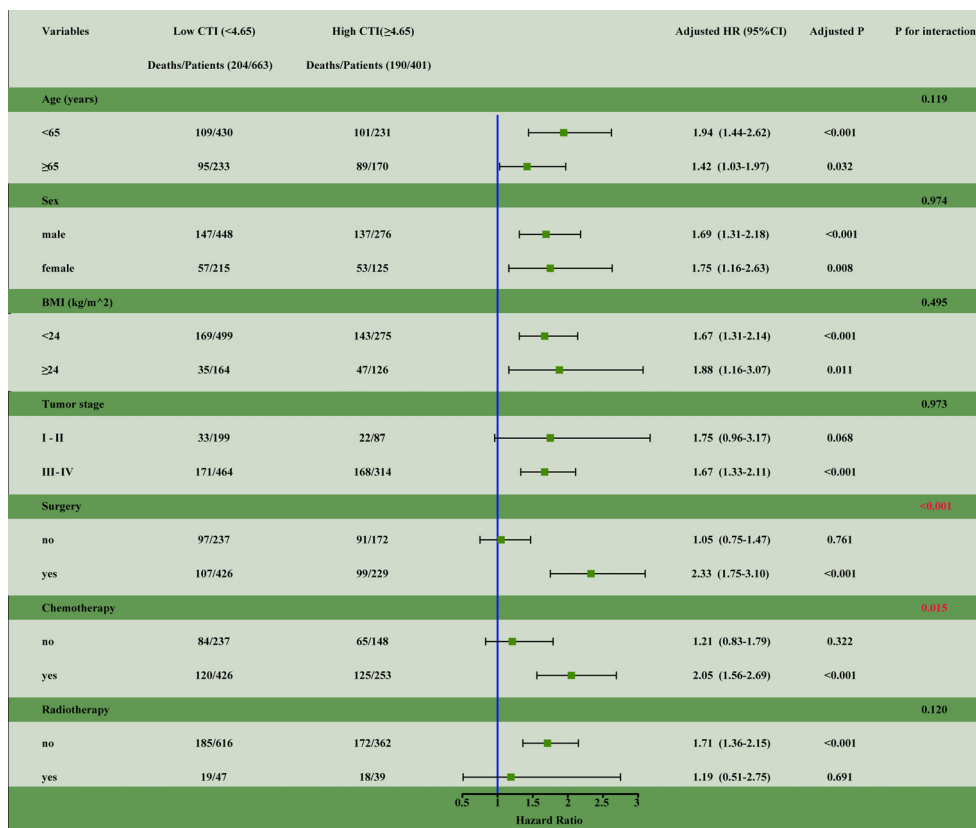 Variables Low CTI (<4.65) High CTI(≥4.65) Adjusted HR (95%CI) Adjusted P P for interaction
Deaths/Patients (204/663) Deaths/Patients (190/401)
Age (years) 0.119
<65 109/430 101/231 1.94 (1.44-2.62) <0.001
≥65 95/233 89/170 1.42 (1.03-1.97) 0.032
Sex 0.974
male 147/448 137/276 1.69 (1.31-2.18) <0.001
female 57/215 53/125 1.75 (1.16-2.63) 0.008
BMI (kg/m^2) 0.495
<24 169/499 143/275 1.67 (1.31-2.14) <0.001
≥24 35/164 47/126 1.88 (1.16-3.07) 0.011
Tumor stage 0.973
I - II 33/199 22/87 1.75 (0.96-3.17) 0.068
III-IV 171/464 168/314 1.67 (1.33-2.11) <0.001
Surgery <0.001
no 97/237 91/172 1.05 (0.75-1.47) 0.761
yes 107/426 99/229 2.33 (1.75-3.10) <0.001
Chemotherapy 0.015
no 84/237 65/148 1.21 (0.83-1.79) 0.322
yes 120/426 125/253 2.05 (1.56-2.69) <0.001
Radiotherapy 0.120
no 185/616 172/362 1.71 (1.36-2.15) <0.001
yes 19/47 18/39 1.19 (0.51-2.75) 0.691
0.5 1 1.5 2 2.5 3
Hazard Ratio